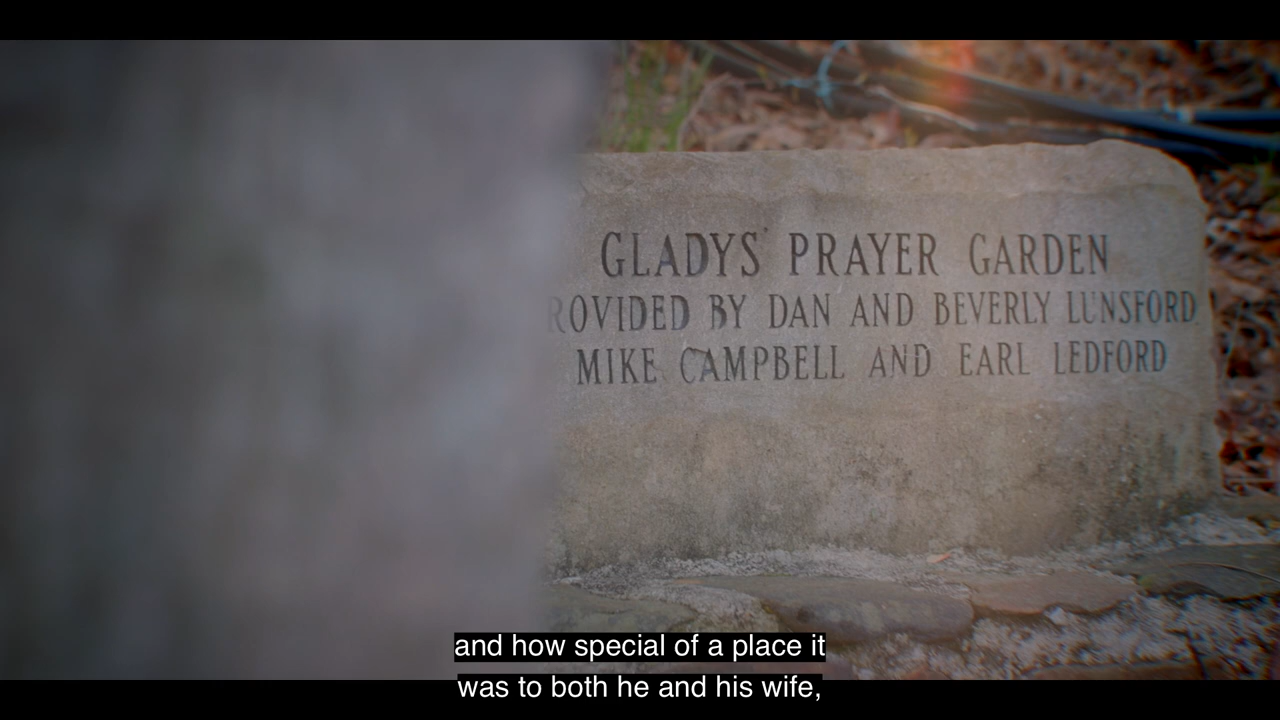 GLADYS' PRAYER GARDEN
ROVIDED BY DAN AND BEVERLY LUNSFORD
MIKE CAMPBELL AND EARL LEDFORD
and how special of a place it
was to both he and his wife,